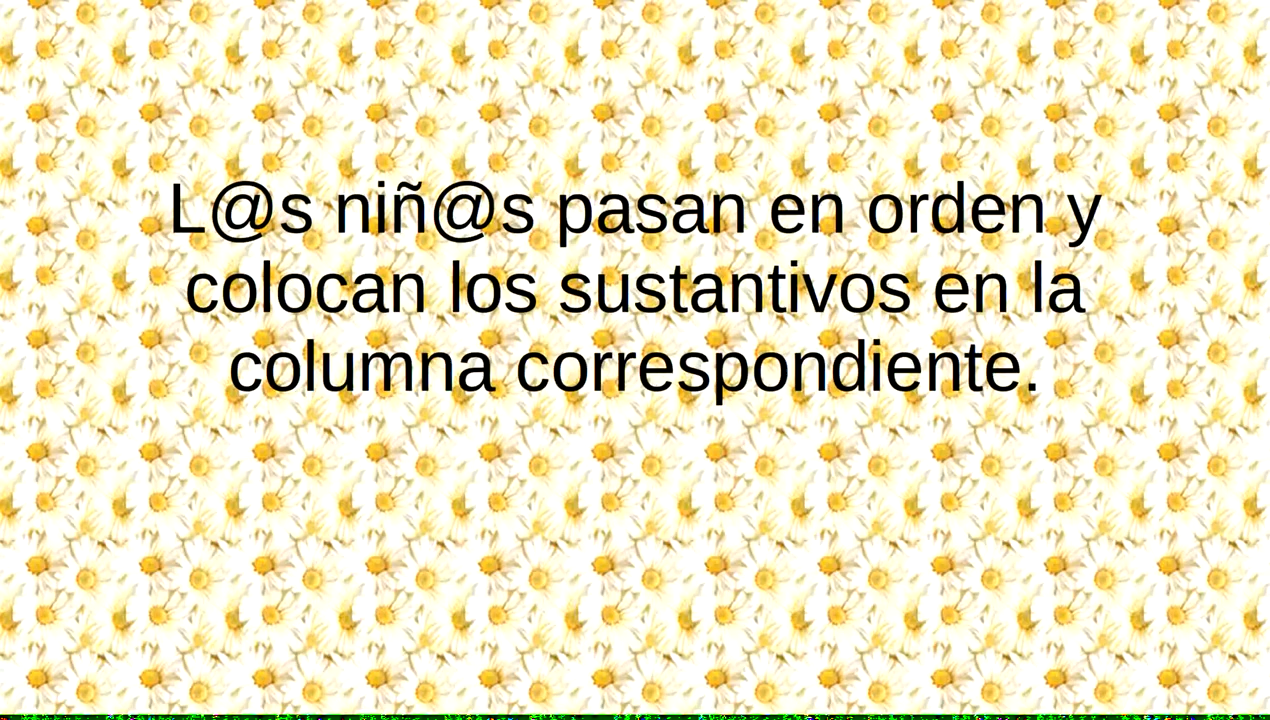 L@s niñ@s pasan en orden y
colocan los sustantivos en la
columna correspondiente.